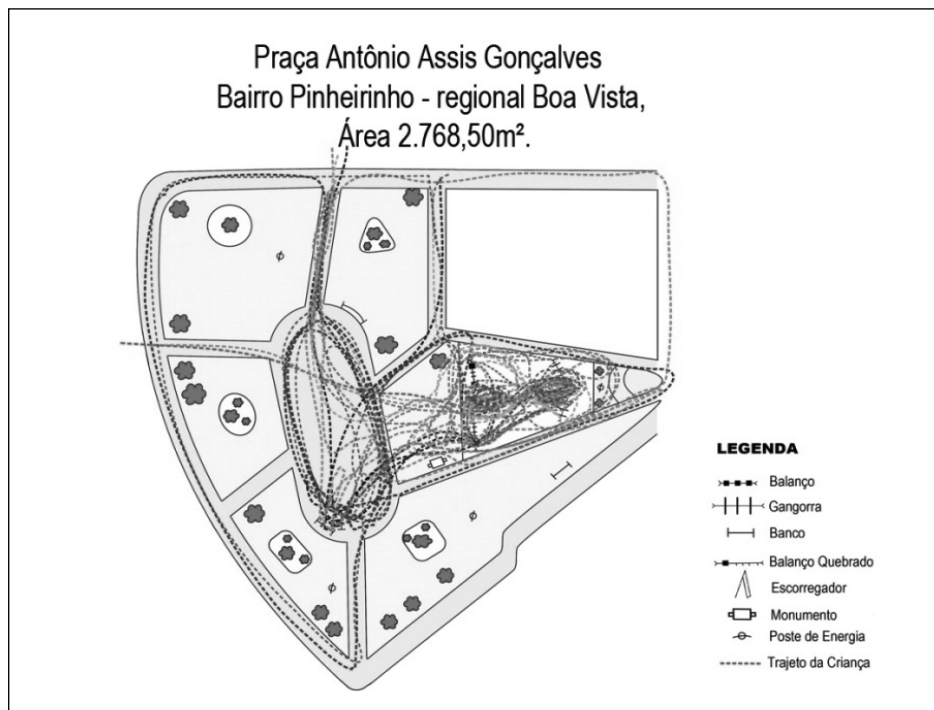 Praça Antônio Assis Gonçalves
Bairro Pinheirinho - regional Boa Vista,
Área 2.768,50m².
LEGENDA
Balanço
Gangorra
Banco
Balanço Quebrado
Escorregador
Monumento
Poste de Energia
Trajeto da Criança